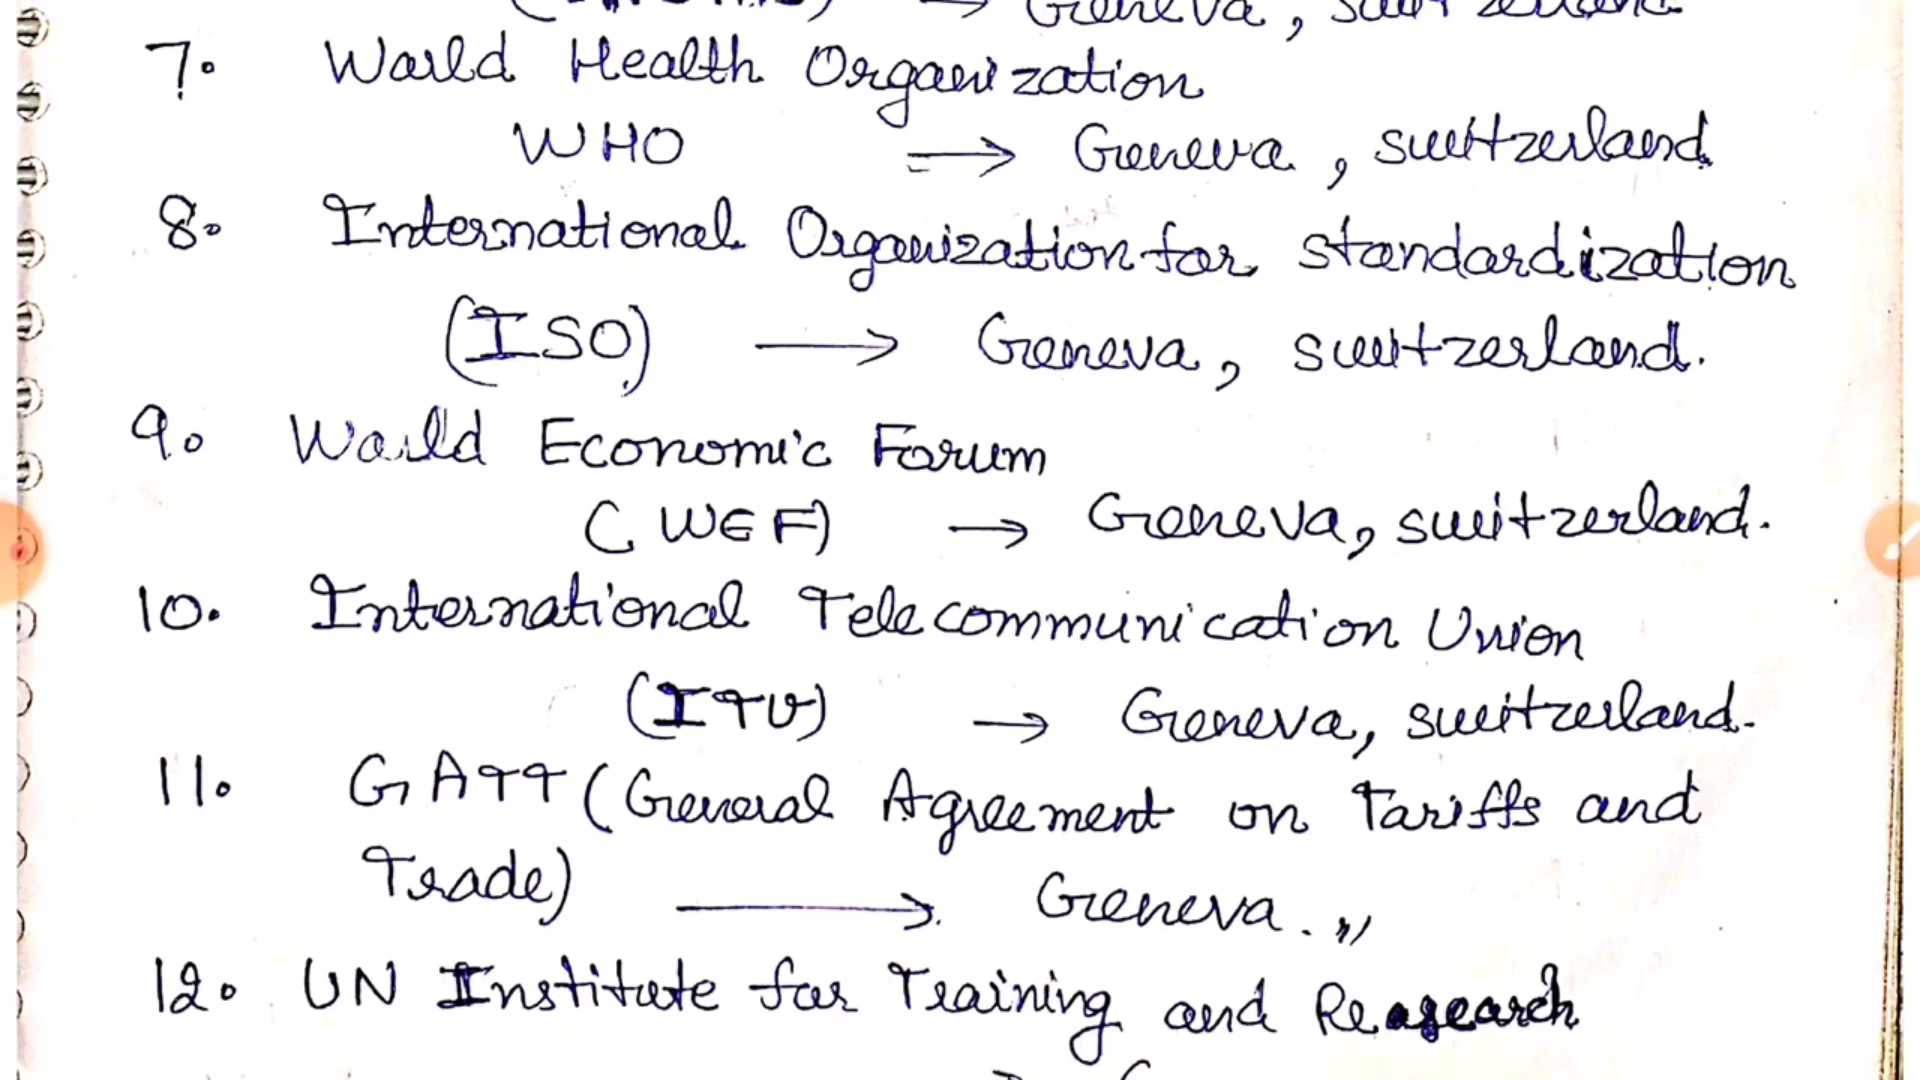 → Geneva, Switzerland
7. World Health Organization
WHO ⇒ Geneva, Switzerland
8. International Organization for Standardization
(ISO) → Geneva, Switzerland.
9. World Economic Forum
(WEF) → Geneva, Switzerland.
10. International Telecommunication Union
(ITU) → Geneva, Switzerland.
11. GATT (General Agreement on Tariffs and
Trade) → Geneva. 〃
12. UN Institute for Training and Research